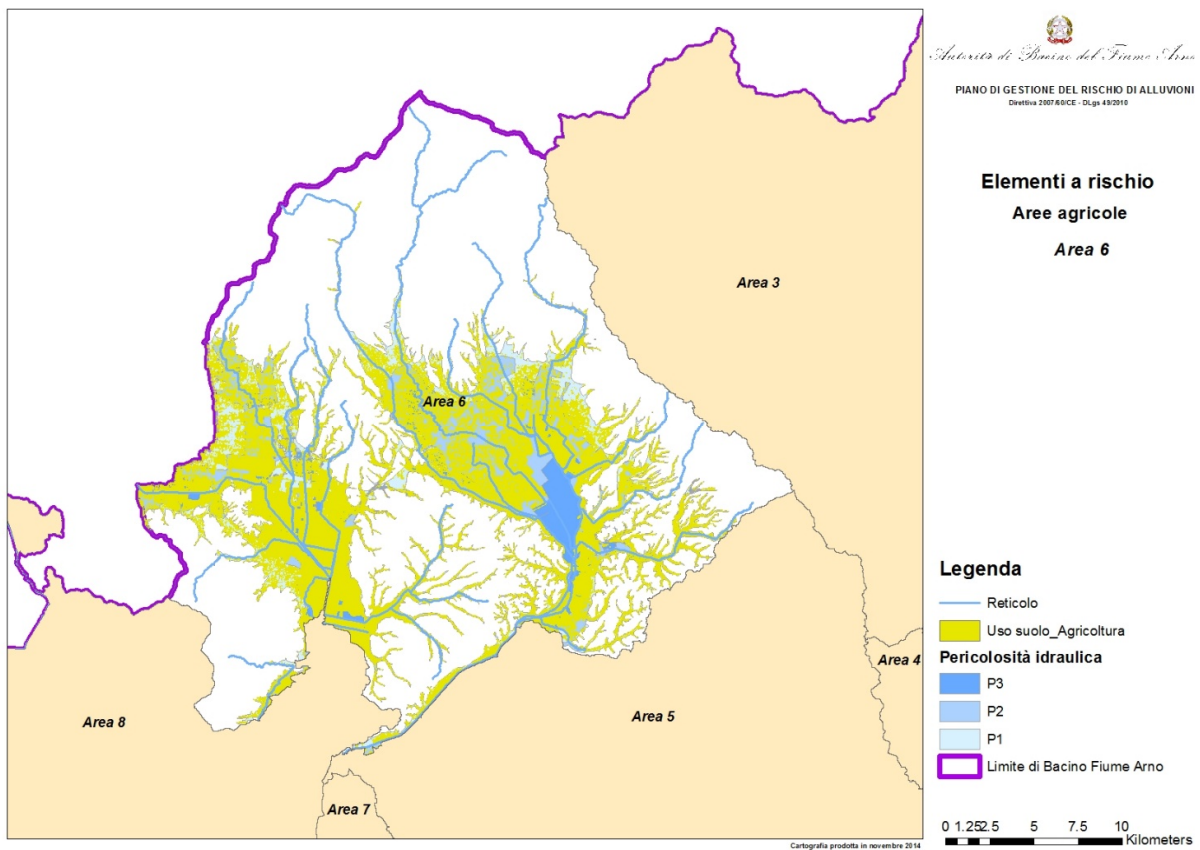 Autorità di Bacino del Fiume Arno
PIANO DI GESTIONE DEL RISCHIO DI ALLUVIONI
Direttiva 2007/60/CE - DLgs 49/2010
Elementi a rischio
Aree agricole
Area 6
Area 3
Area 6
Area 4
Area 5
Area 8
Area 7
Legenda
Reticolo
Uso suolo_Agricoltura
Pericolosità idraulica
P3
P2
P1
Limite di Bacino Fiume Arno
0 1.252.5 5 7.5 10
Kilometers
Cartografia prodotta in novembre 2014